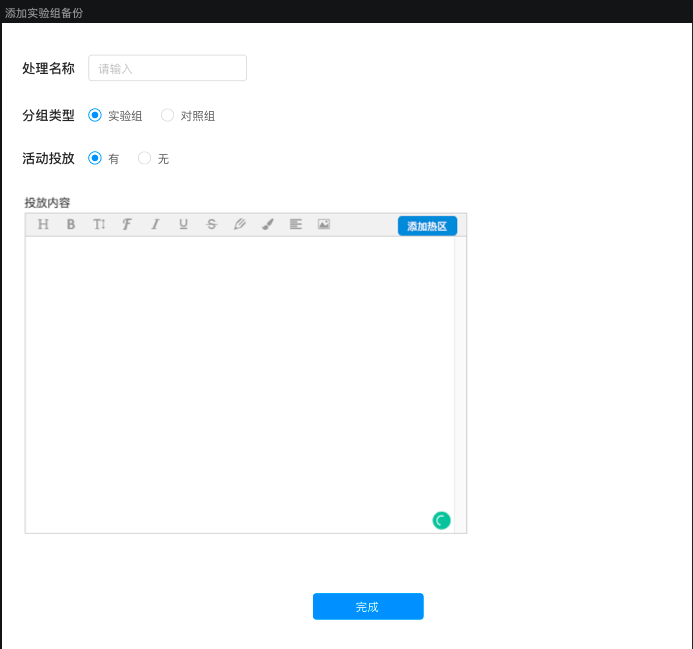 添加实验组备份
处理名称 请输入
分组类型 实验组 对照组
活动投放 有 无
投放内容
H B T F I U S 添加热区
完成